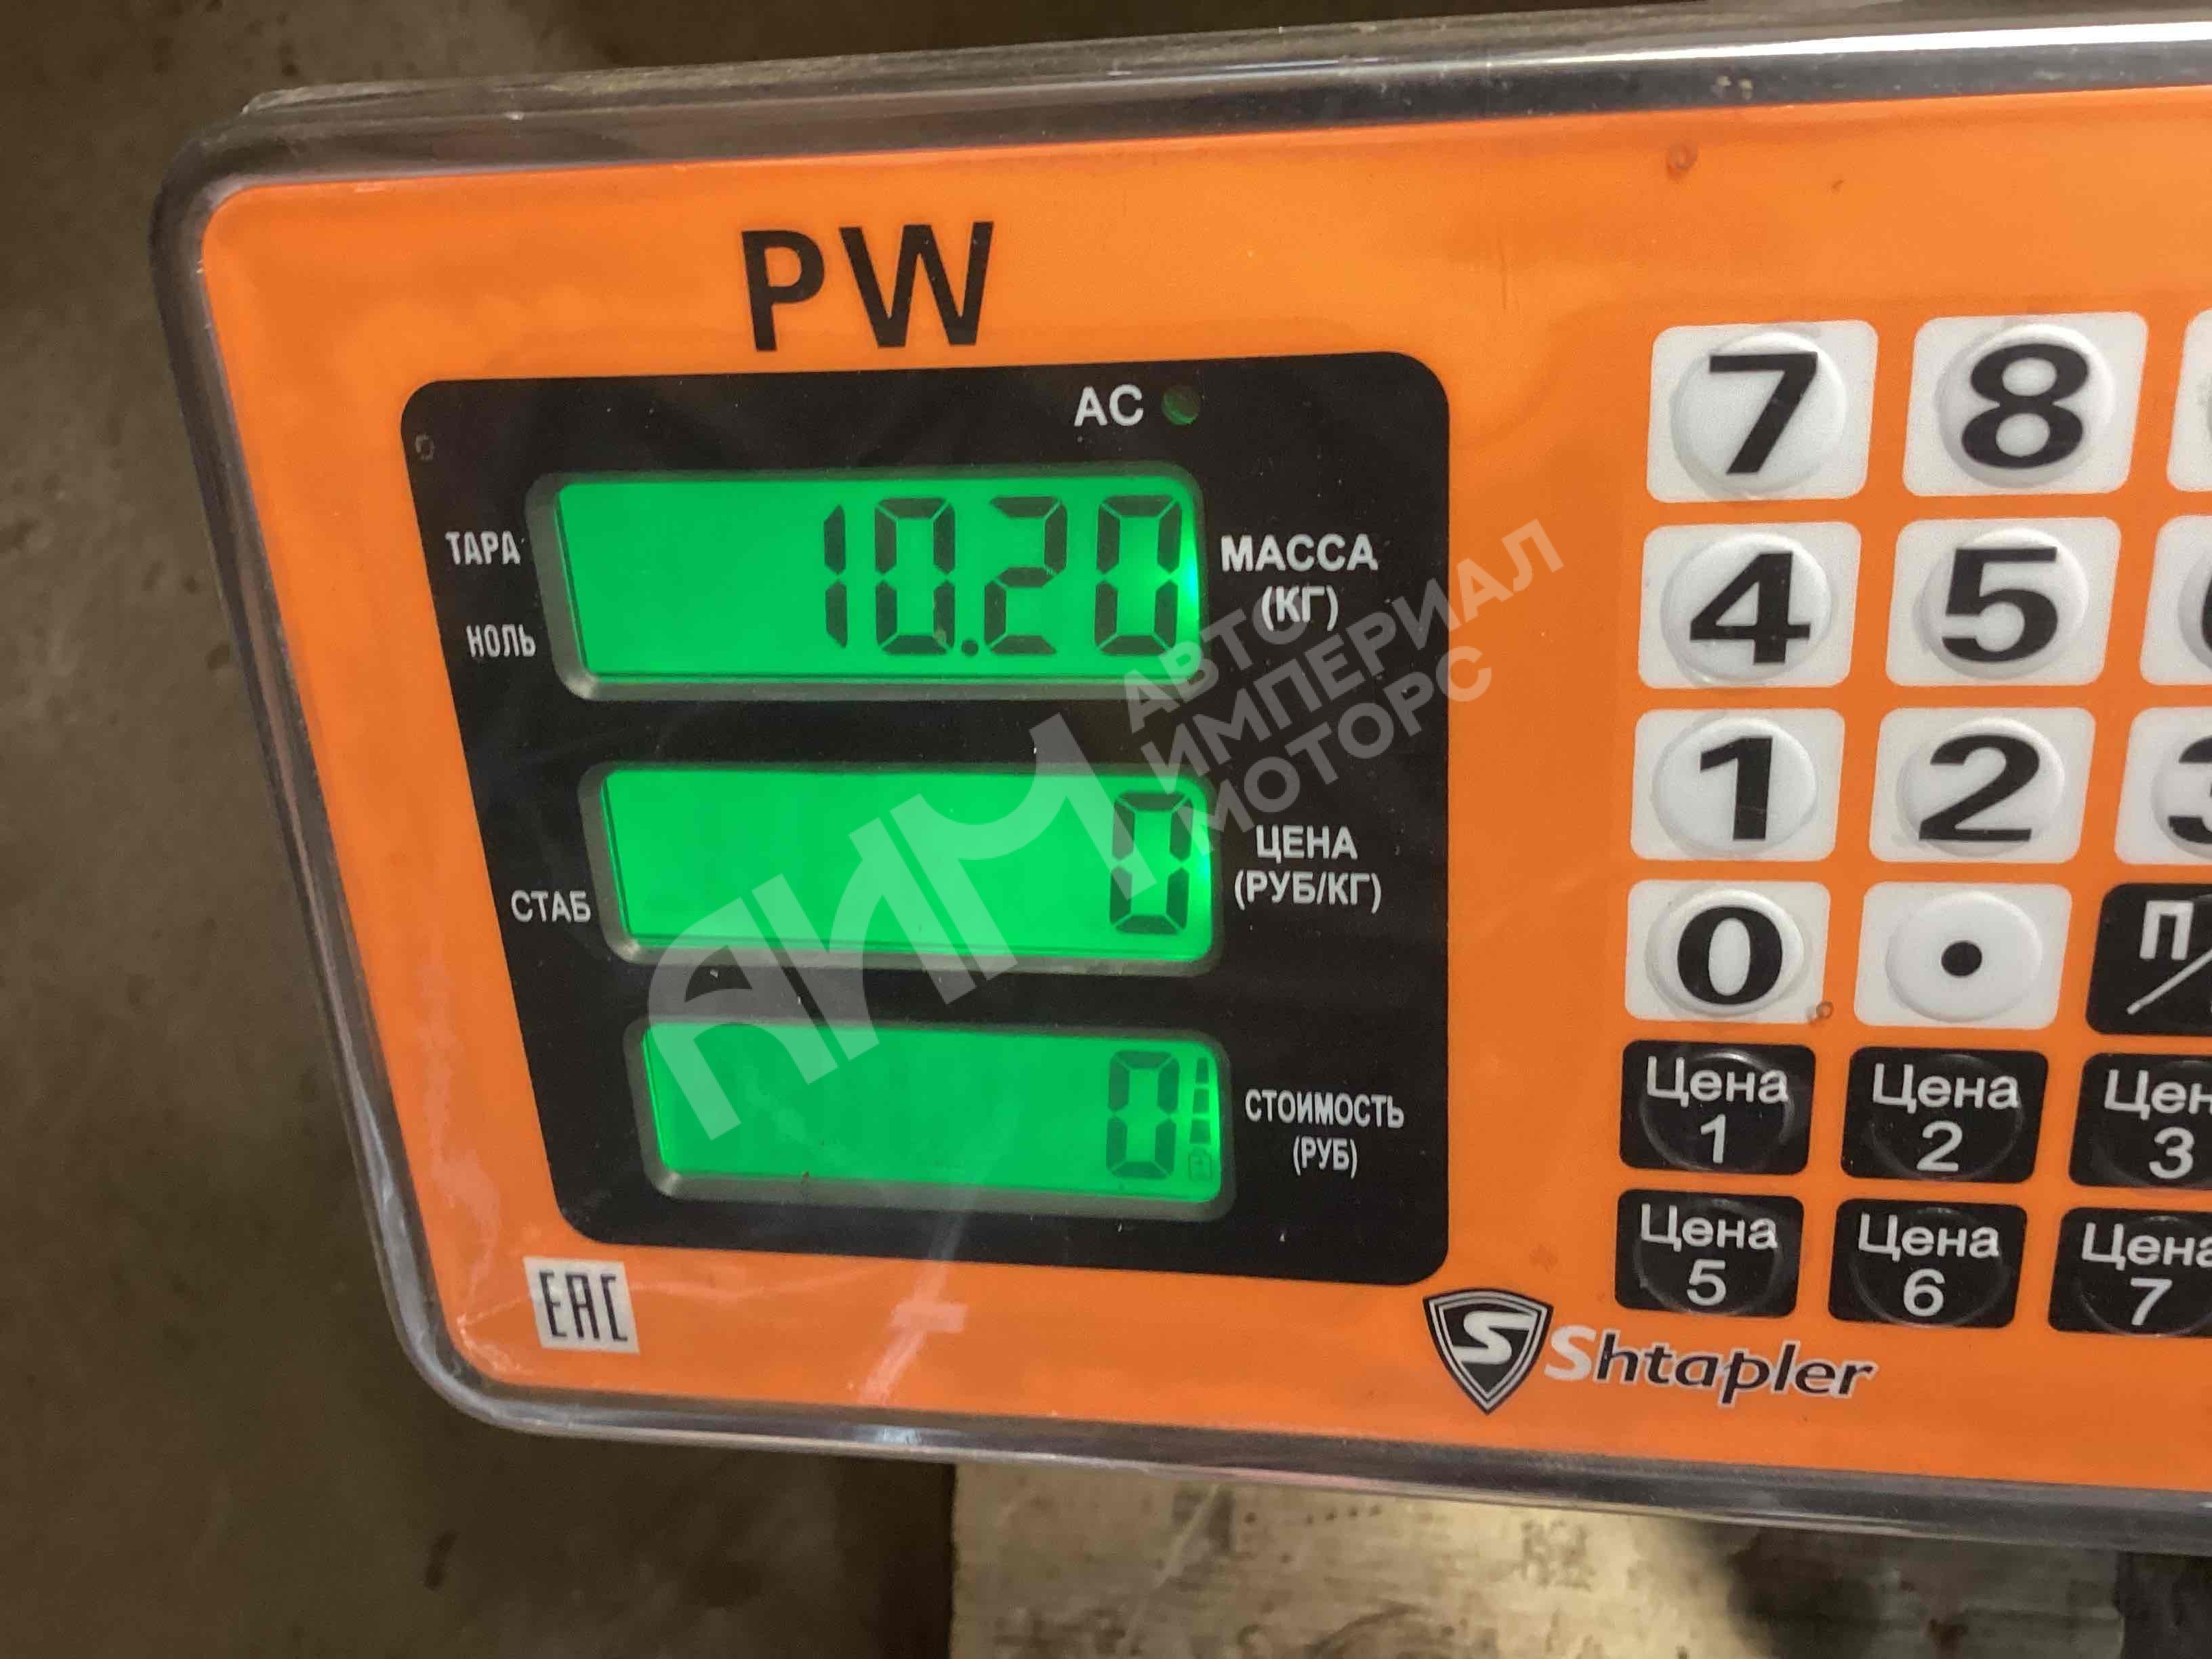 PW
AC
ТАРА
10.20
МАССА
(КГ)
НОЛЬ
АВТО
ИМПЕРИАЛ
МОТОРС
АИМ
0
ЦЕНА
(РУБ/КГ)
СТАБ
0
СТОИМОСТЬ
(РУБ)
EAC
Shtapler
7 8
4 5
1 2 3
0 •
П/
Цена 1
Цена 2
Цен 3
Цена 5
Цена 6
Цена 7